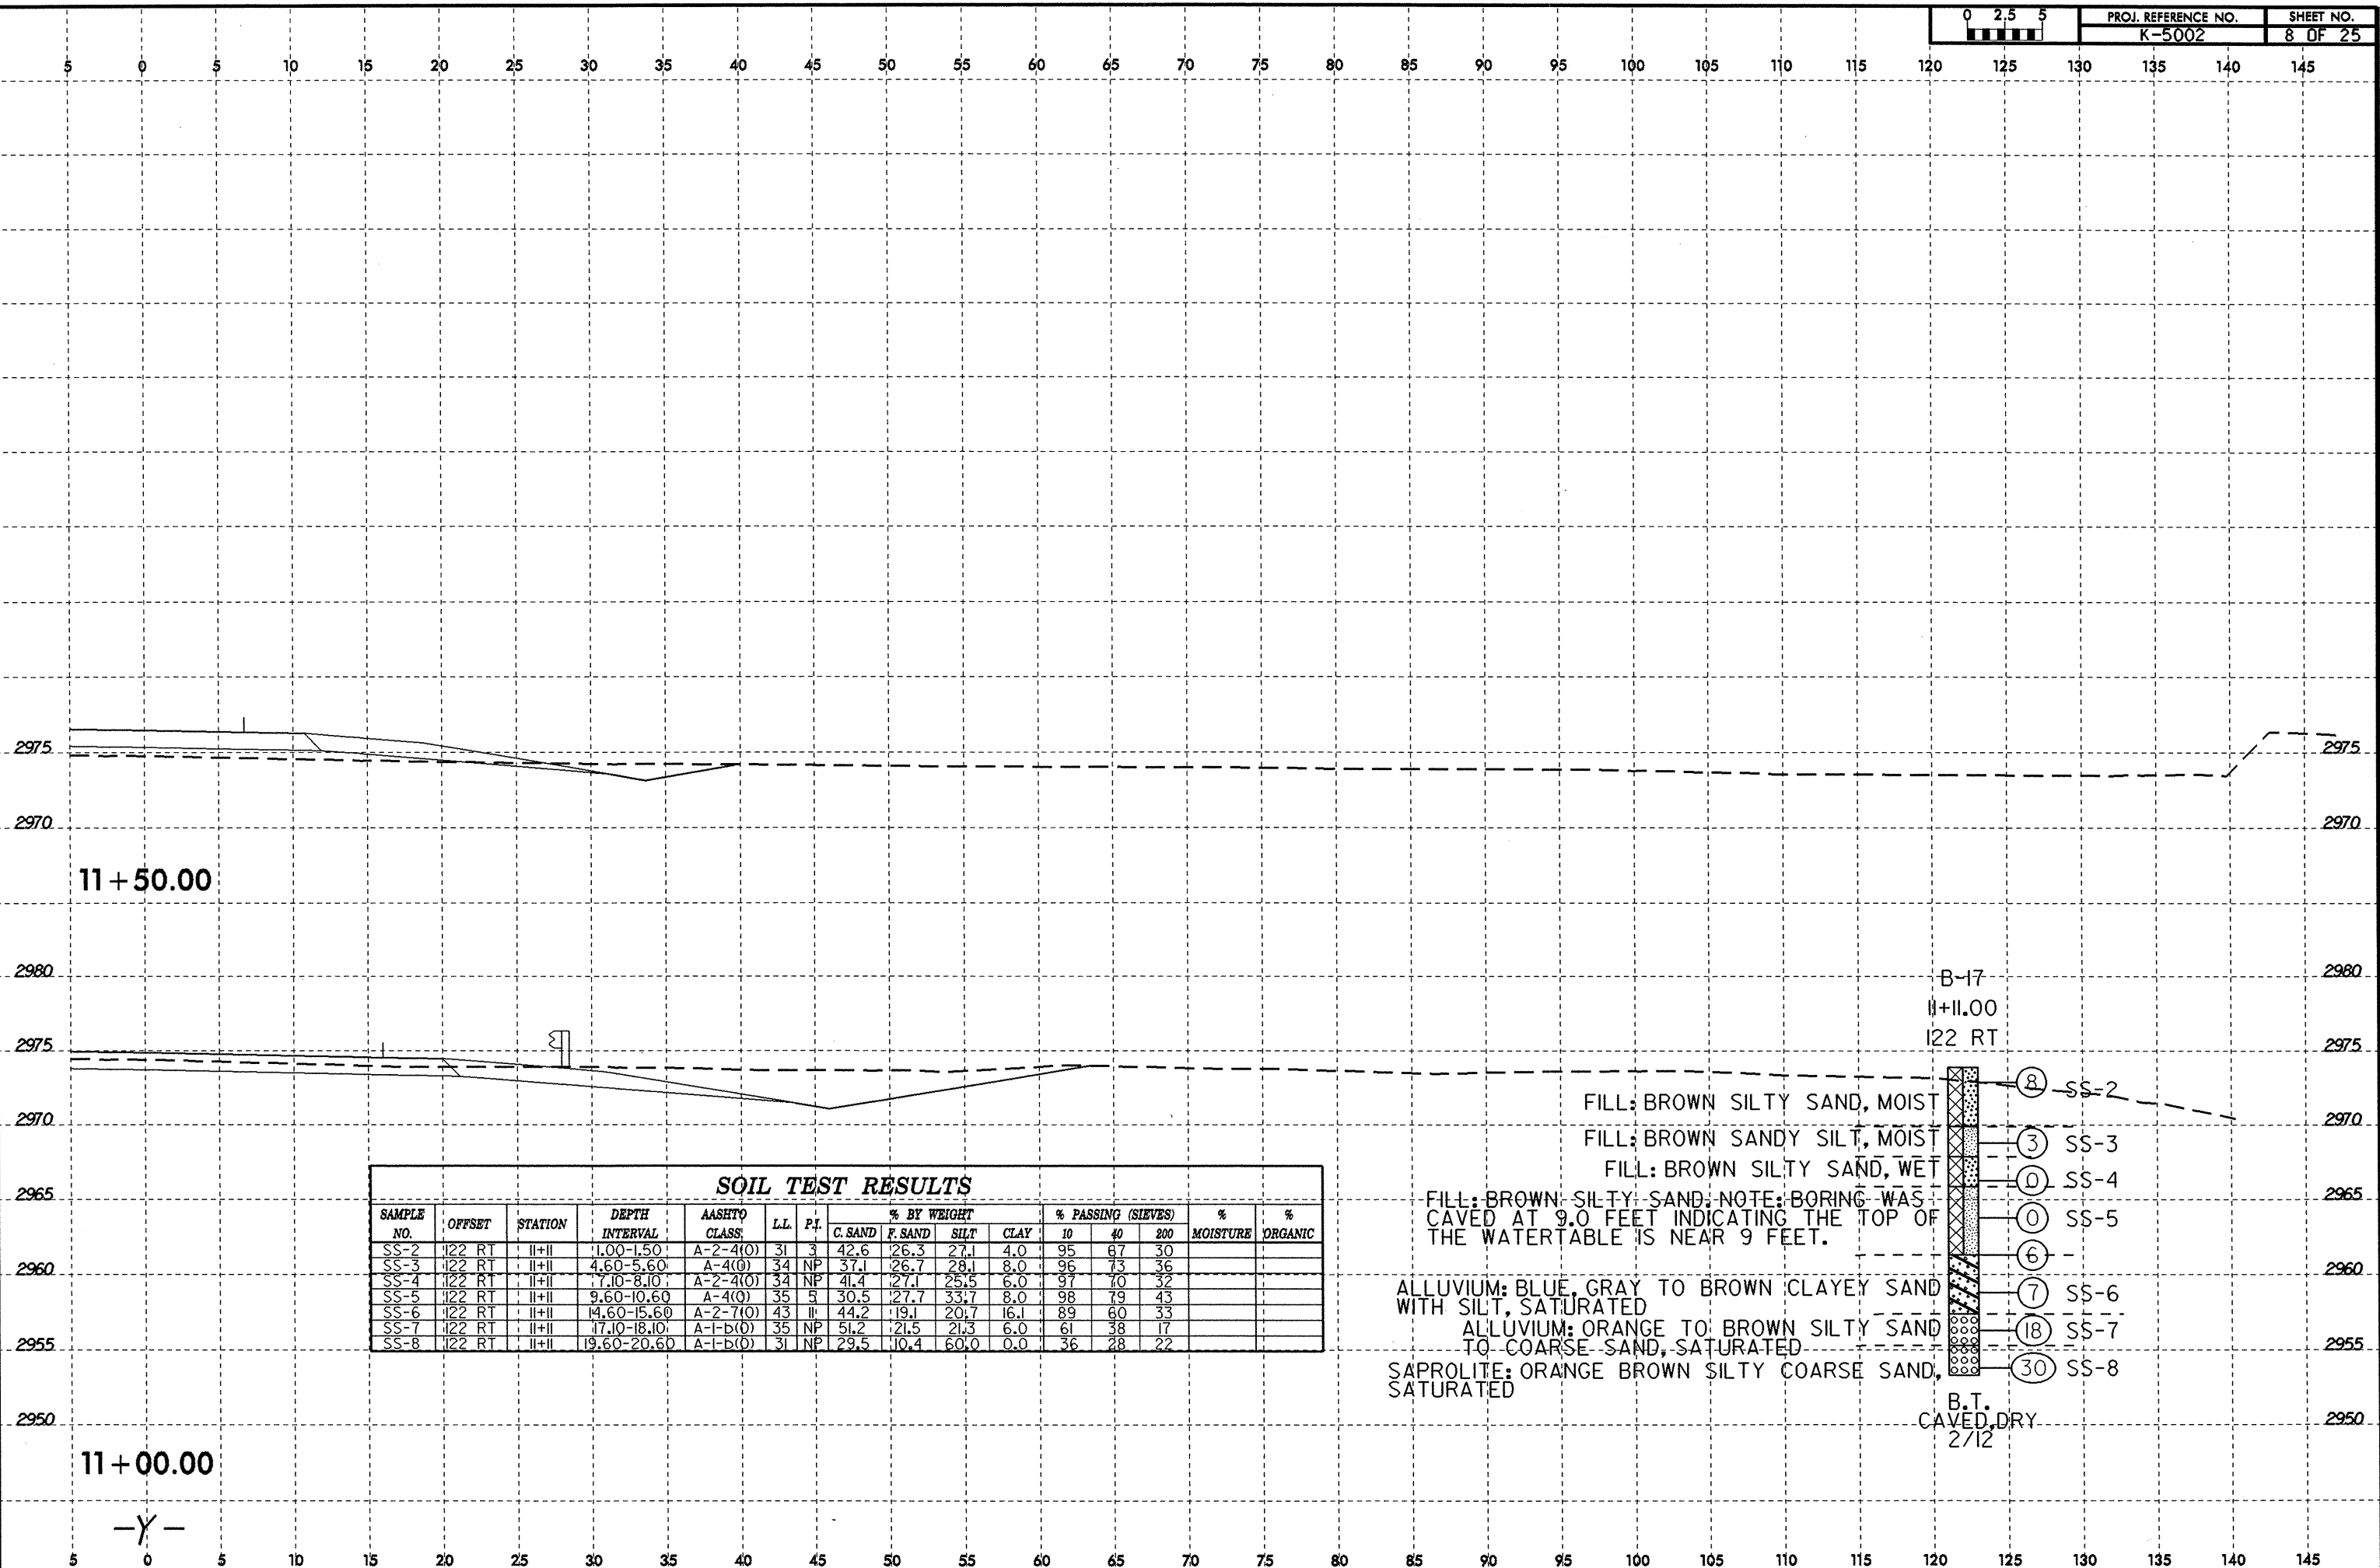 0 2.5 5
PROJ. REFERENCE NO. SHEET NO.
K-5002 8 OF 25
5 0 5 10 15 20 25 30 35 40 45 50 55 60 65 70 75 80 85 90 95 100 105 110 115 120 125 130 135 140 145
2975 2975
2970 2970
11+50.00
2980 2980
B-17
11+11.00
122 RT
2975 2975
8 SS-2
FILL: BROWN SILTY SAND, MOIST
2970 2970
FILL: BROWN SANDY SILT, MOIST 3 SS-3
FILL: BROWN SILTY SAND, WET 0 SS-4
2965 2965
FILL: BROWN SILTY SAND. NOTE: BORING WAS
CAVED AT 9.0 FEET INDICATING THE TOP OF 0 SS-5
THE WATERTABLE IS NEAR 9 FEET.
6
2960 2960
ALLUVIUM: BLUE, GRAY TO BROWN CLAYEY SAND 7 SS-6
WITH SILT, SATURATED
ALLUVIUM: ORANGE TO BROWN SILTY SAND 18 SS-7
TO COARSE SAND, SATURATED
2955 2955
SAPROLITE: ORANGE BROWN SILTY COARSE SAND, 30 SS-8
SATURATED
B.T.
CAVED, DRY
2/12
2950 2950
SOIL TEST RESULTS
SAMPLE NO. OFFSET STATION DEPTH INTERVAL AASHTO CLASS. L.L. P.I. % BY WEIGHT % PASSING (SIEVES) % MOISTURE % ORGANIC
C. SAND F. SAND SILT CLAY 10 40 200
SS-2 122 RT 11+11 1.00-1.50 A-2-4(0) 31 3 42.6 26.3 27.1 4.0 95 67 30
SS-3 122 RT 11+11 4.60-5.60 A-4(0) 34 NP 37.1 26.7 28.1 8.0 96 73 36
SS-4 122 RT 11+11 7.10-8.10 A-2-4(0) 34 NP 41.4 27.1 25.5 6.0 97 70 32
SS-5 122 RT 11+11 9.60-10.60 A-4(0) 35 5 30.5 27.7 33.7 8.0 98 79 43
SS-6 122 RT 11+11 14.60-15.60 A-2-7(0) 43 11 44.2 19.1 20.7 16.1 89 60 33
SS-7 122 RT 11+11 17.10-18.10 A-1-b(0) 35 NP 51.2 21.5 21.3 6.0 61 38 17
SS-8 122 RT 11+11 19.60-20.60 A-1-b(0) 31 NP 29.5 10.4 60.0 0.0 36 28 22
11+00.00
-Y-
5 0 5 10 15 20 25 30 35 40 45 50 55 60 65 70 75 80 85 90 95 100 105 110 115 120 125 130 135 140 145